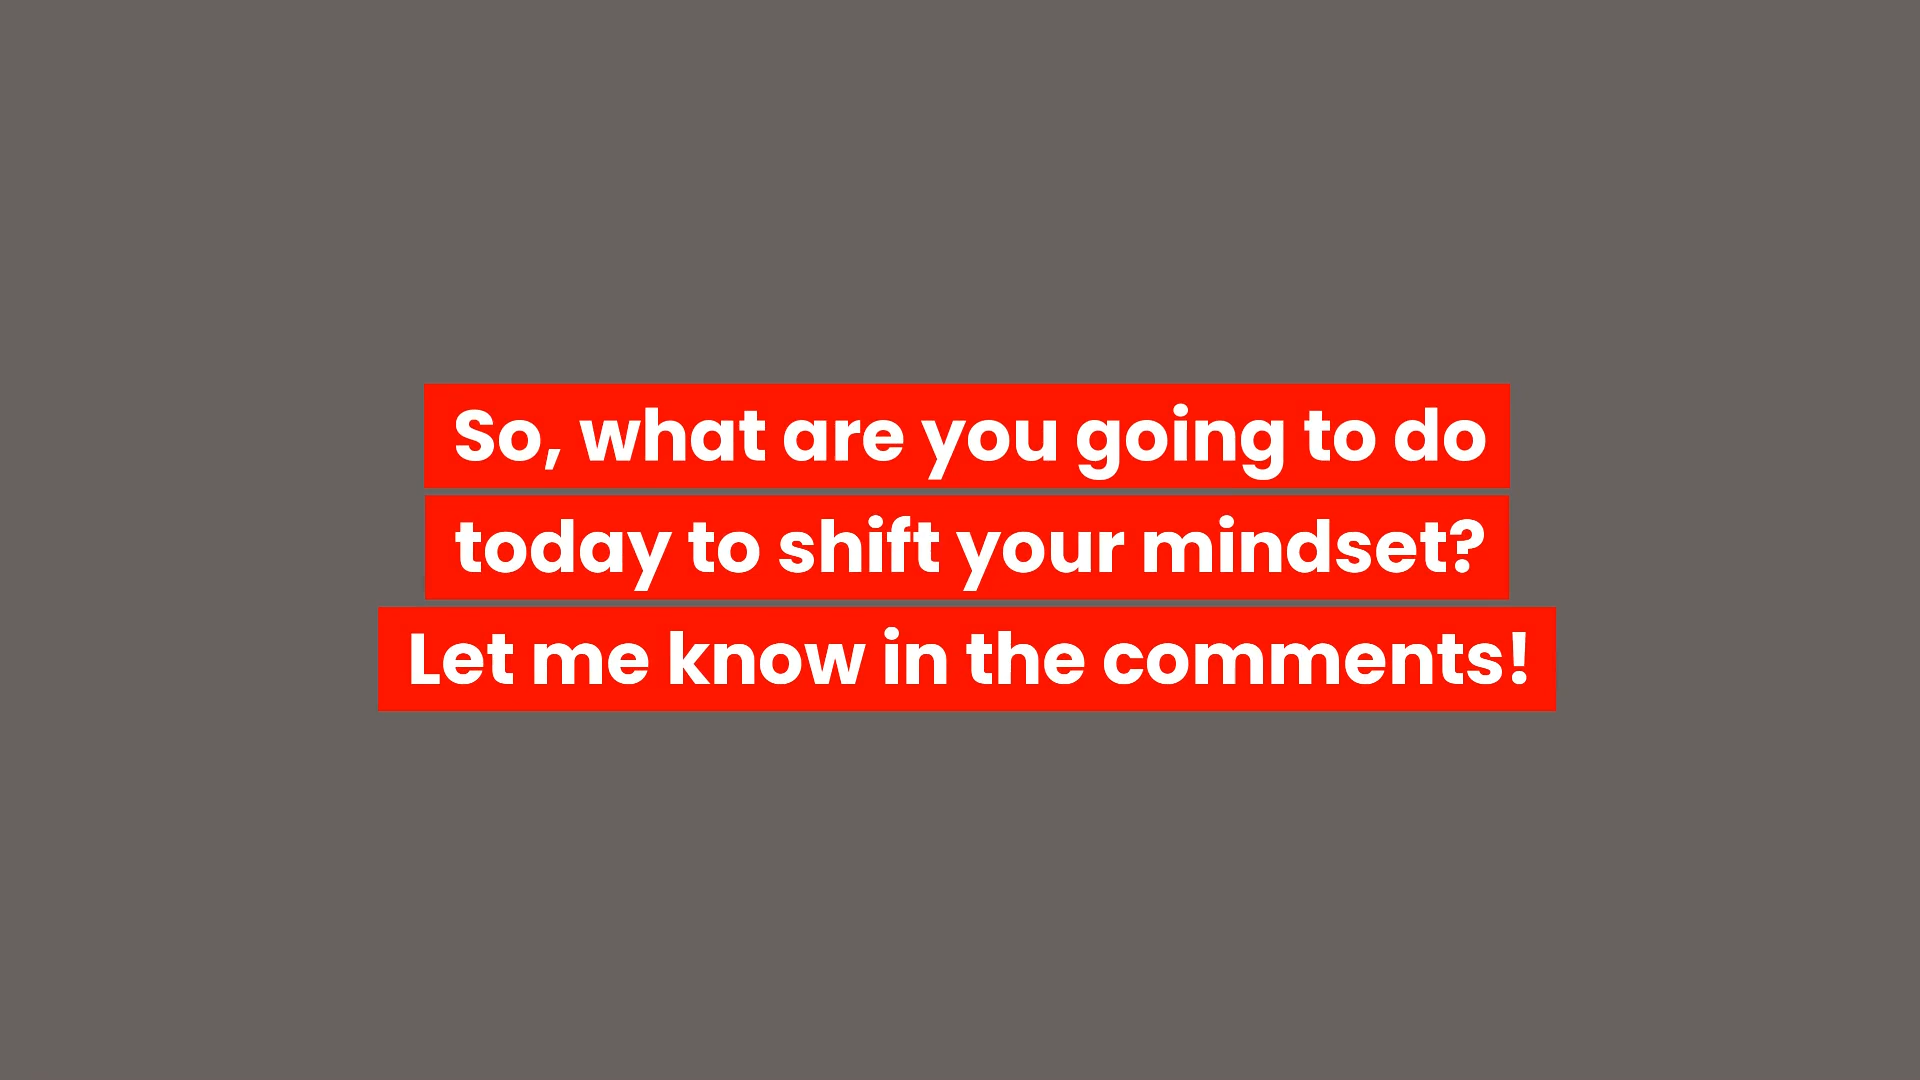 So, what are you going to do
today to shift your mindset?
Let me know in the comments!